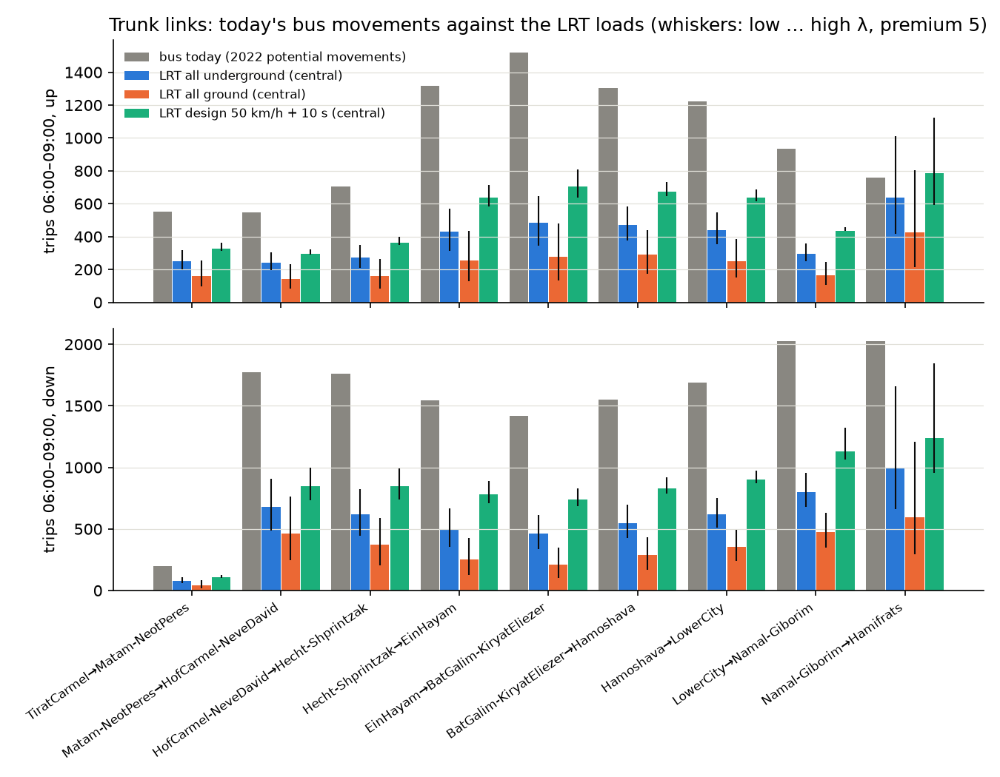 Trunk links: today's bus movements against the LRT loads (whiskers: low … high λ, premium 5)
bus today (2022 potential movements)
LRT all underground (central)
LRT all ground (central)
LRT design 50 km/h + 10 s (central)
trips 06:00–09:00, up
1400
1200
1000
800
600
400
200
0
trips 06:00–09:00, down
2000
1500
1000
500
0
TiratCarmel→Matam-NeotPeres
Matam-NeotPeres→HofCarmel-NeveDavid
HofCarmel-NeveDavid→Hecht-Shprintzak
Hecht-Shprintzak→EinHayam
EinHayam→BatGalim-KiryatEliezer
BatGalim-KiryatEliezer→Hamoshava
Hamoshava→LowerCity
LowerCity→Namal-Giborim
Namal-Giborim→Hamifrats